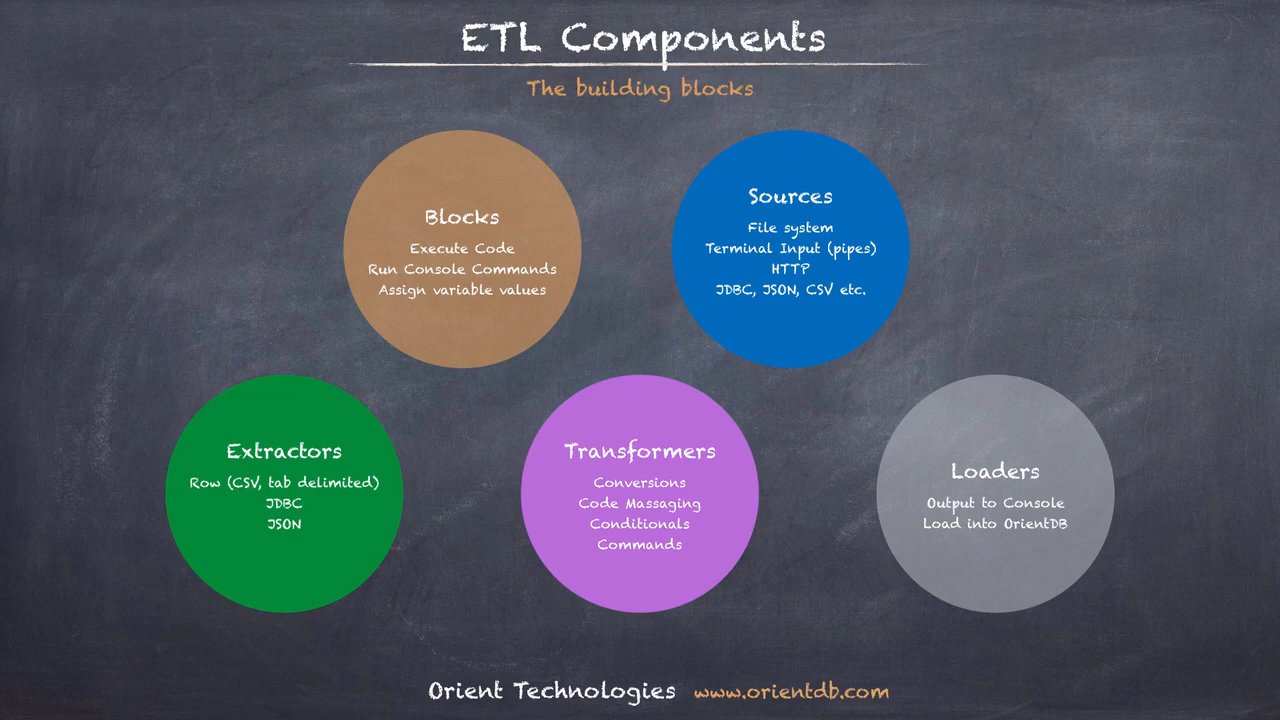 ETL Components
The building blocks
Blocks
Execute Code
Run Console Commands
Assign variable values
Sources
File system
Terminal Input (pipes)
HTTP
JDBC, JSON, CSV etc.
Extractors
Row (CSV, tab delimited)
JDBC
JSON
Transformers
Conversions
Code Massaging
Conditionals
Commands
Loaders
Output to Console
Load into OrientDB
Orient Technologies www.orientdb.com